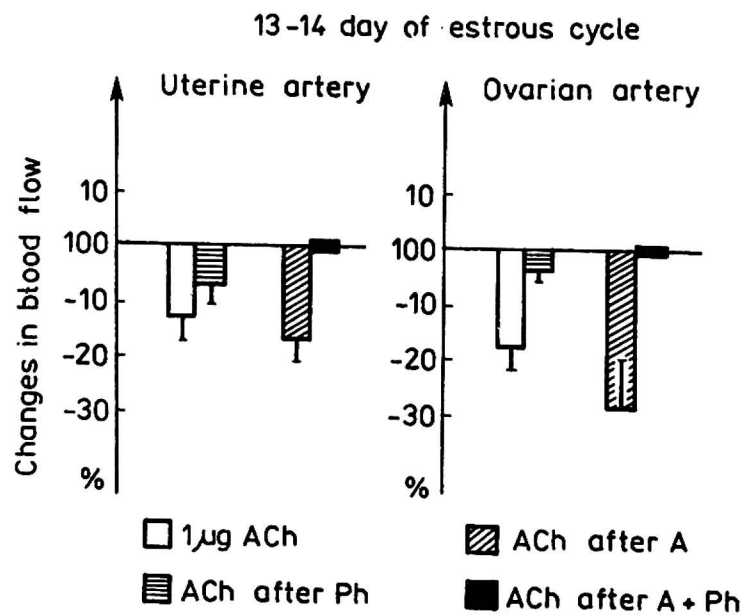 13-14 day of estrous cycle
Uterine artery
Ovarian artery
Changes in blood flow
10
100
-10
-20
-30
%
10
100
-10
-20
-30
%
1μg ACh
ACh after Ph
ACh after A
ACh after A + Ph